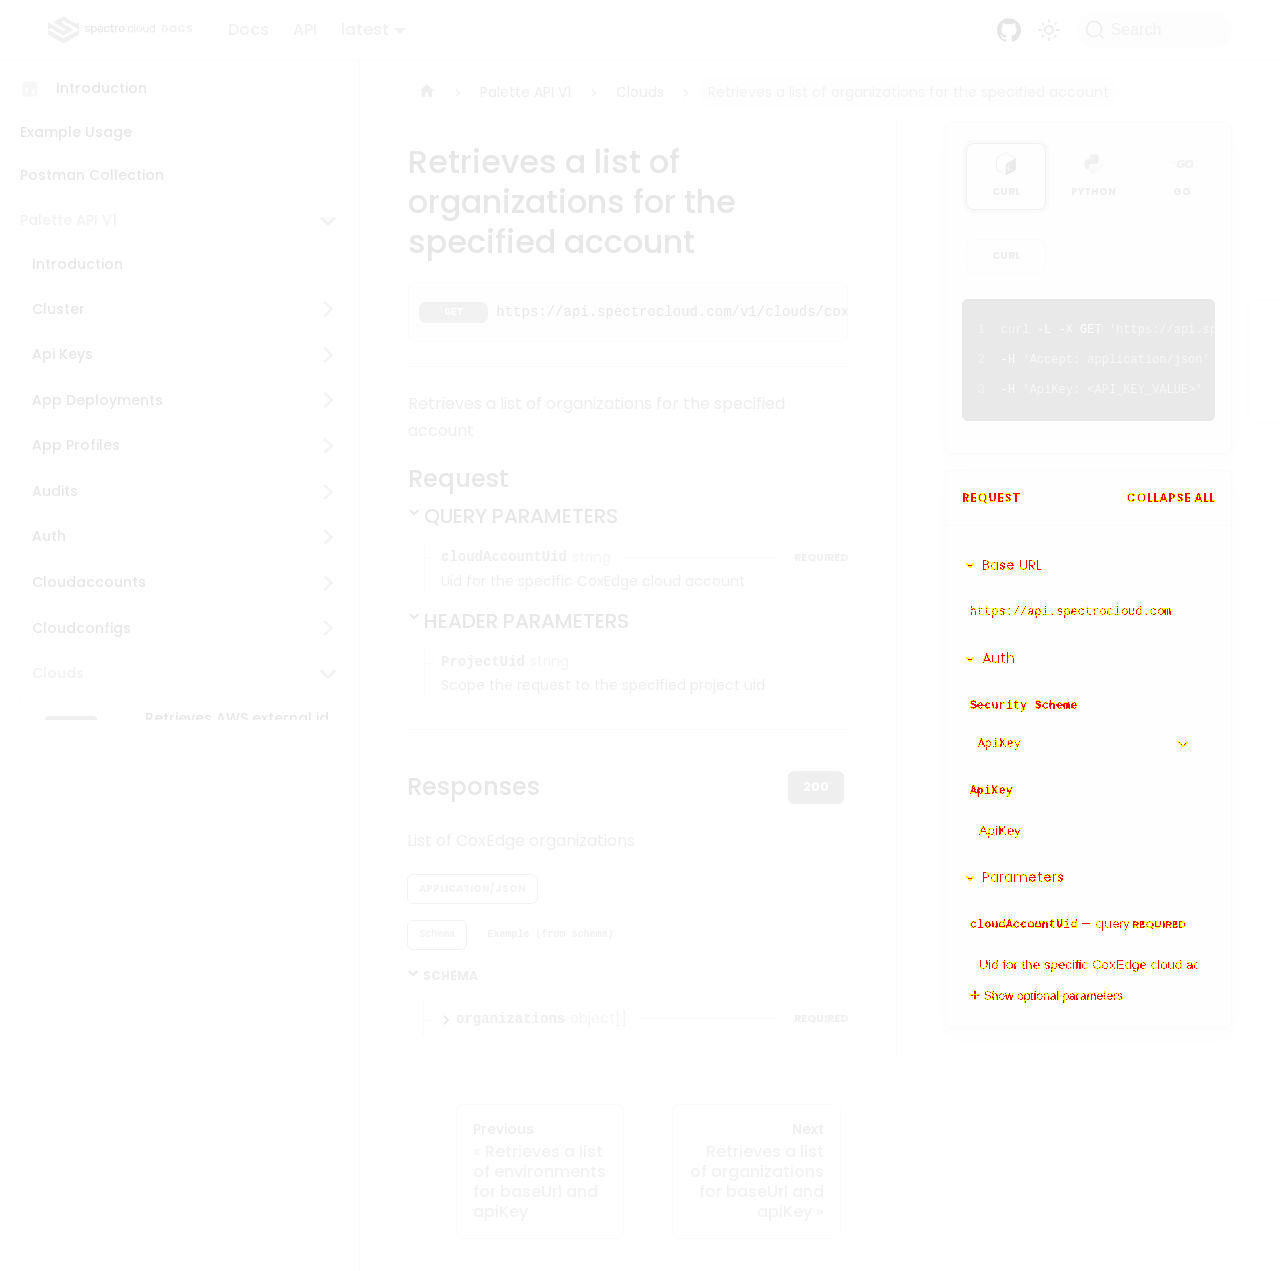 spectro cloud DOCS
Docs
API
latest
Search
Introduction
Example Usage
Postman Collection
Palette API V1
Introduction
Cluster
Api Keys
App Deployments
App Profiles
Audits
Auth
Cloudaccounts
Cloudconfigs
Clouds
Retrieves AWS external id
Palette API V1
Clouds
Retrieves a list of organizations for the specified account
Retrieves a list of
organizations for the
specified account
GET https://api.spectrocloud.com/v1/clouds/cox
Retrieves a list of organizations for the specified
account
Request
QUERY PARAMETERS
cloudAccountUid string REQUIRED
Uid for the specific CoxEdge cloud account
HEADER PARAMETERS
ProjectUid string
Scope the request to the specified project uid
Responses
200
List of CoxEdge organizations
APPLICATION/JSON
Schema
Example (from schema)
SCHEMA
organizations object[] REQUIRED
Previous
« Retrieves a list
of environments
for baseUrl and
apiKey
Next
Retrieves a list
of organizations
for baseUrl and
apiKey »
CURL
PYTHON
GO
CURL
1 curl -L -X GET 'https://api.sp
2 -H 'Accept: application/json'
3 -H 'ApiKey: <API_KEY_VALUE>'
REQUEST
COLLAPSE ALL
Base URL
https://api.spectrocloud.com
Auth
Security Scheme
ApiKey
ApiKey
ApiKey
Parameters
cloudAccountUid — query REQUIRED
Uid for the specific CoxEdge cloud ac
Show optional parameters